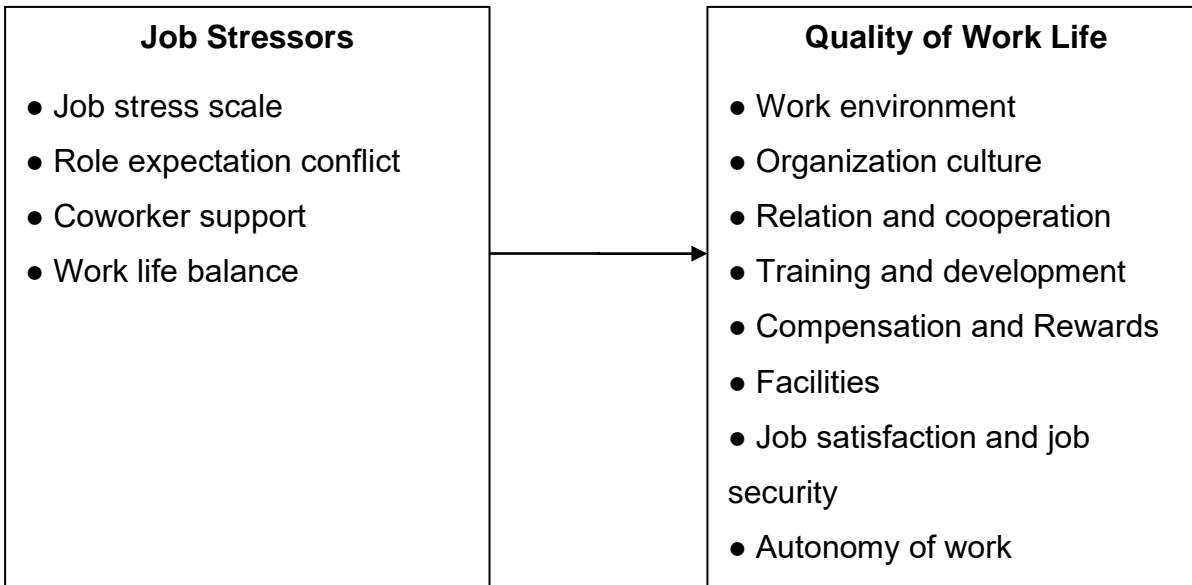 Job Stressors
● Job stress scale
● Role expectation conflict
● Coworker support
● Work life balance
Quality of Work Life
● Work environment
● Organization culture
● Relation and cooperation
● Training and development
● Compensation and Rewards
● Facilities
● Job satisfaction and job
security
● Autonomy of work